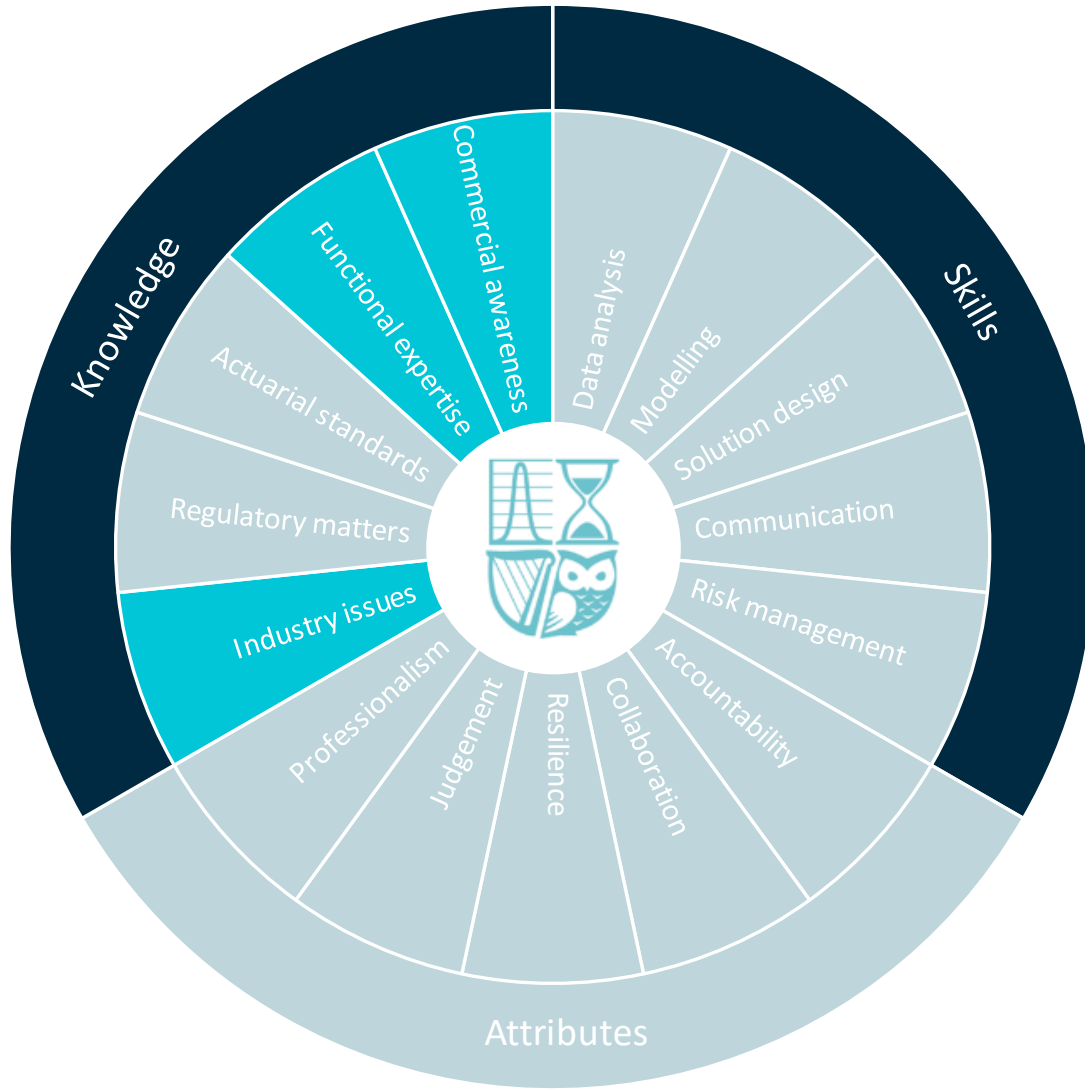 Knowledge
Skills
Attributes
Commercial awareness
Functional expertise
Actuarial standards
Regulatory matters
Industry issues
Data analysis
Modelling
Solution design
Communication
Risk management
Accountability
Collaboration
Resilience
Judgement
Professionalism